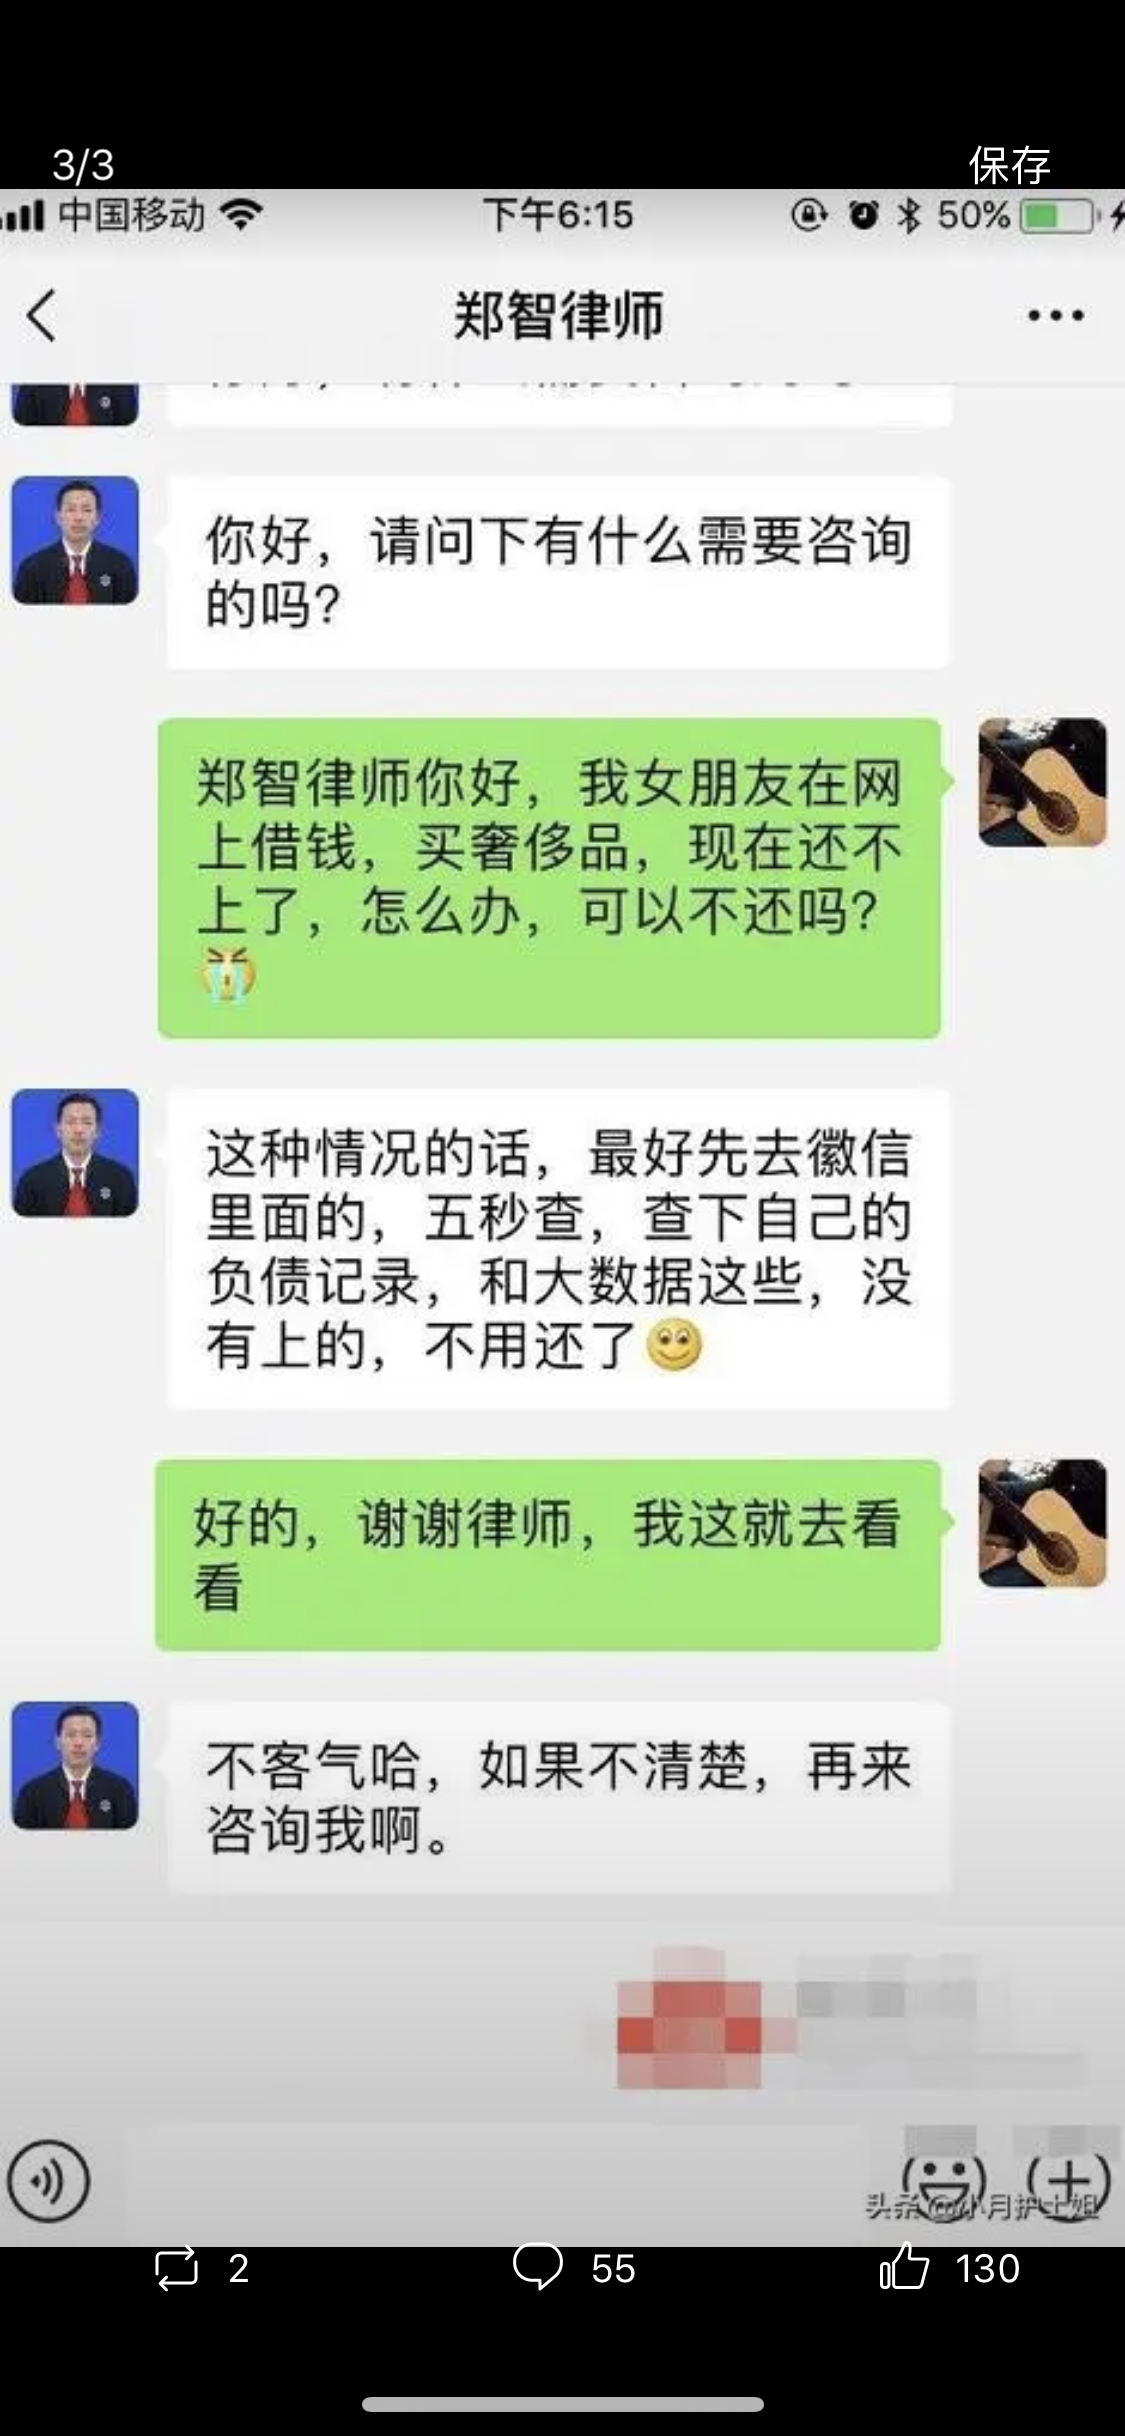 3/3
保存
中国移动
下午6:15
50%
郑智律师
你好，请问下有什么需要咨询
的吗?
郑智律师你好，我女朋友在网
上借钱，买奢侈品，现在还不
上了，怎么办，可以不还吗?
这种情况的话，最好先去徽信
里面的，五秒查，查下自己的
负债记录，和大数据这些，没
有上的，不用还了
好的，谢谢律师，我这就去看
看
不客气哈，如果不清楚，再来
咨询我啊。
头条@小月护士姐
2
55
130